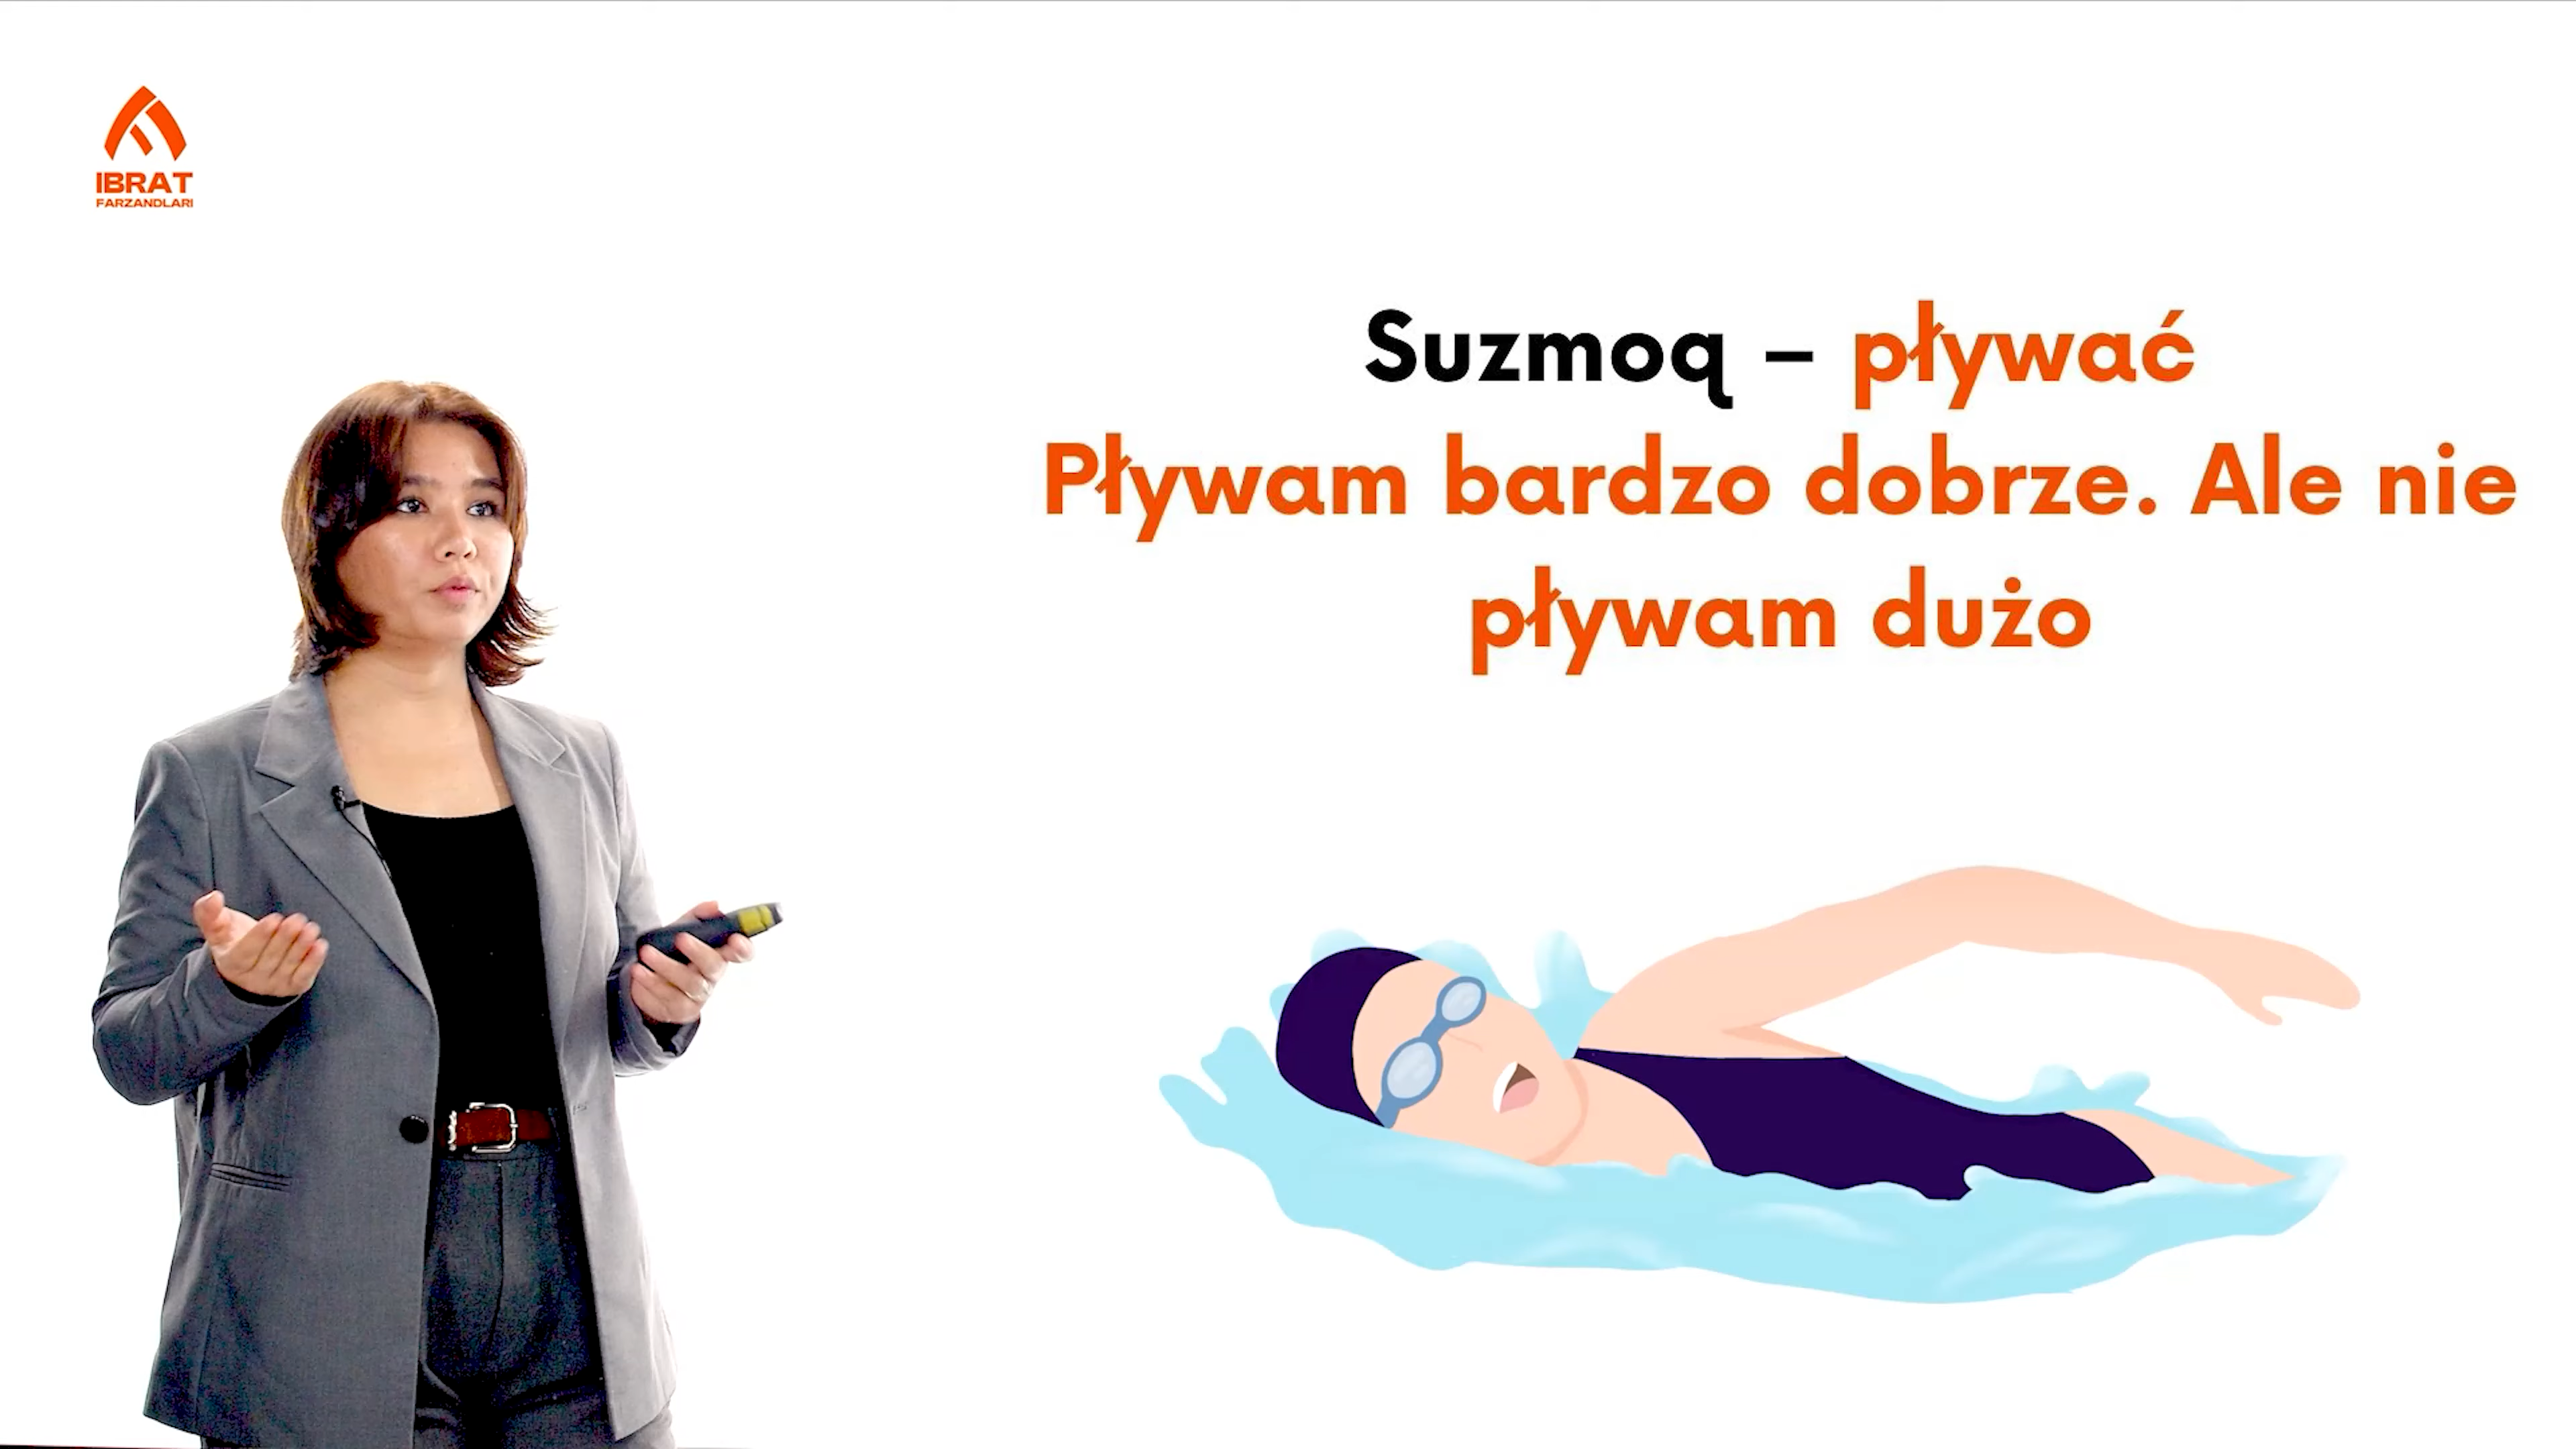 IBRAT
FARZANDLARI
Suzmoq – pływać
Pływam bardzo dobrze. Ale nie
pływam dużo